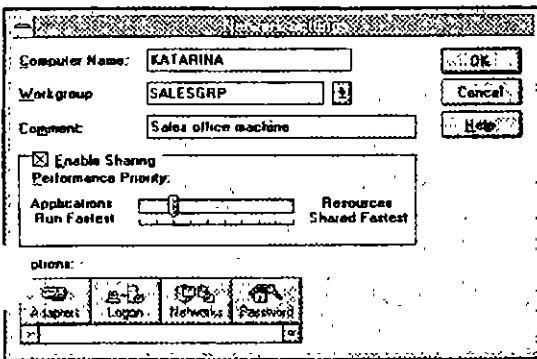 Computer Name: KATARINA OK
Workgroup SALESGRP Cancel
Comment: Sales office machine Help
Enable Sharing
Performance Priority:
Applications Run Fastest Resources Shared Fastest
ptions:
Adapters Logon Networks Password